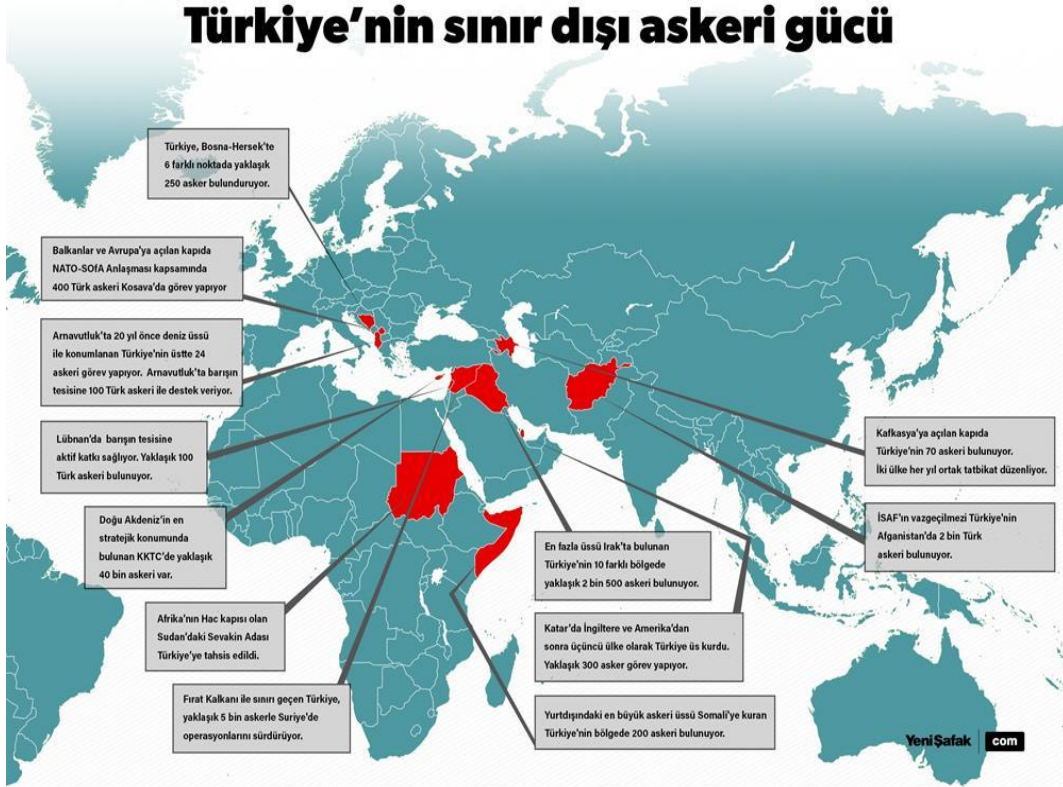 Türkiye'nin sınır dışı askeri gücü
Türkiye, Bosna-Hersek'te
6 farklı noktada yaklaşık
250 asker bulunduruyor.
Balkanlar ve Avrupa'ya açılan kapıda
NATO-SOfA Anlaşması kapsamında
400 Türk askeri Kosava'da görev yapıyor
Arnavutluk'ta 20 yıl önce deniz üssü
ile konumlanan Türkiye'nin üstte 24
askeri görev yapıyor. Arnavutluk'ta barışın
tesisine 100 Türk askeri ile destek veriyor.
Lübnan'da barışın tesisine
aktif katkı sağlıyor. Yaklaşık 100
Türk askeri bulunuyor.
Doğu Akdeniz'in en
stratejik konumunda
bulunan KKTC'de yaklaşık
40 bin askeri var.
Afrika'nın Hac kapısı olan
Sudan'daki Sevakin Adası
Türkiye'ye tahsis edildi.
Fırat Kalkanı ile sınırı geçen Türkiye,
yaklaşık 5 bin askerle Suriye'de
operasyonlarını sürdürüyor.
Kafkasya'ya açılan kapıda
Türkiye'nin 70 askeri bulunuyor.
İki ülke her yıl ortak tatbikat düzenliyor.
İSAF'ın vazgeçilmezi Türkiye'nin
Afganistan'da 2 bin Türk
askeri bulunuyor.
En fazla üssü Irak'ta bulunan
Türkiye'nin 10 farklı bölgede
yaklaşık 2 bin 500 askeri bulunuyor.
Katar'da İngiltere ve Amerika'dan
sonra üçüncü ülke olarak Türkiye üs kurdu.
Yaklaşık 300 asker görev yapıyor.
Yurtdışındaki en büyük askeri üssü Somali'ye kuran
Türkiye'nin bölgede 200 askeri bulunuyor.
YeniŞafak com